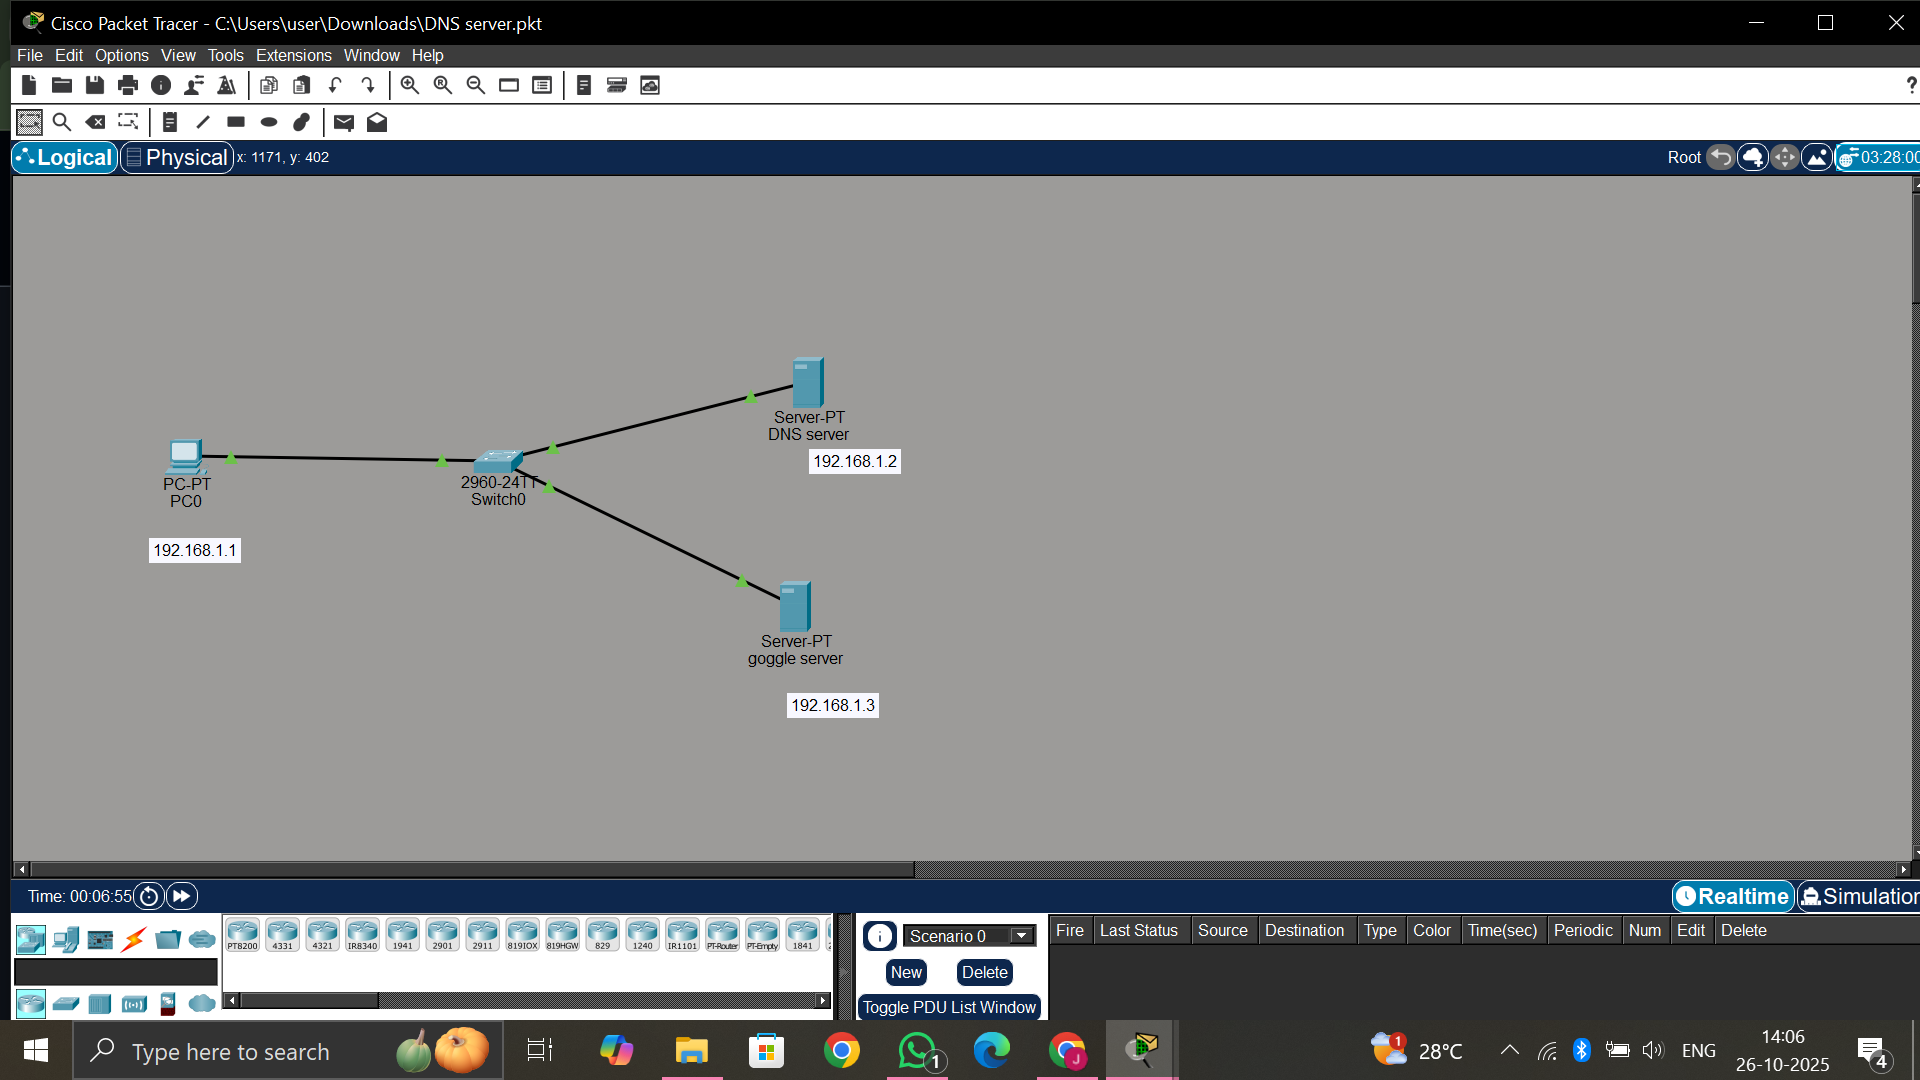 Cisco Packet Tracer - C:\Users\user\Downloads\DNS server.pkt
File Edit Options View Tools Extensions Window Help
?
Logical Physical x: 1171, y: 402 Root 03:28:00
Server-PT
DNS server
192.168.1.2
PC-PT
PC0
2960-24TT
Switch0
192.168.1.1
Server-PT
goggle server
192.168.1.3
Time: 00:06:55 Realtime Simulation
PT8200 4331 4321 IR8340 1941 2901 2911 819IOX 819HGW 829 1240 IR1101 PT-Router PT-Empty 1841
Scenario 0
New Delete
Toggle PDU List Window
Fire Last Status Source Destination Type Color Time(sec) Periodic Num Edit Delete
Type here to search
1
J
1
28°C
ENG
14:06
26-10-2025
4